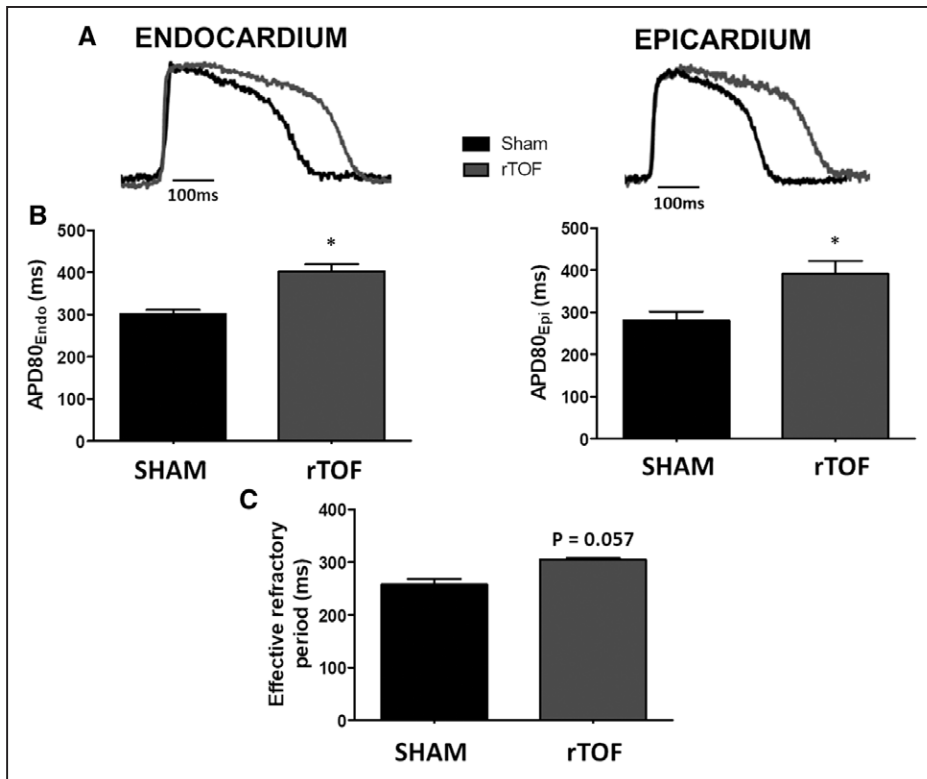 A
ENDOCARDIUM
EPICARDIUM
Sham
rTOF
100ms
100ms
B
500
400
300
200
100
0
APD80Endo (ms)
*
SHAM
rTOF
500
400
300
200
100
0
APD80Epi (ms)
*
SHAM
rTOF
C
400
300
200
100
0
Effective refractory
period (ms)
P = 0.057
SHAM
rTOF